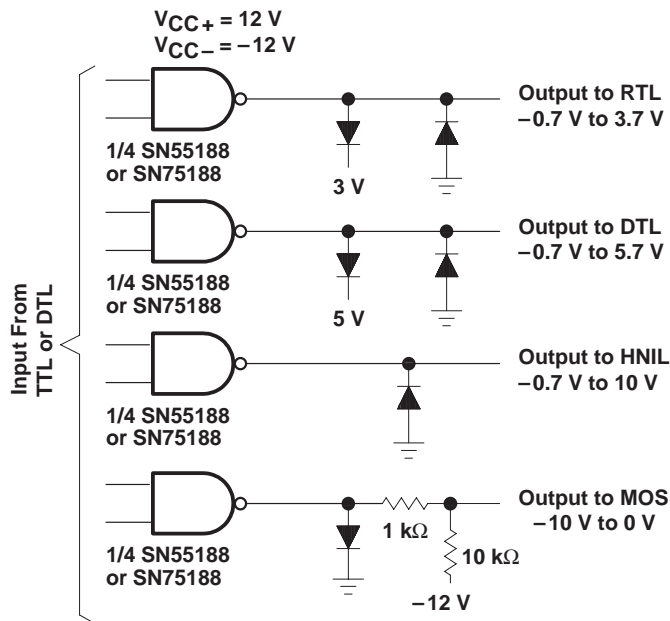 VCC+ = 12 V
VCC− = −12 V
Output to RTL
−0.7 V to 3.7 V
1/4 SN55188
or SN75188
3 V
Output to DTL
−0.7 V to 5.7 V
1/4 SN55188
or SN75188
5 V
Input From
TTL or DTL
Output to HNIL
−0.7 V to 10 V
1/4 SN55188
or SN75188
Output to MOS
−10 V to 0 V
1 kΩ
10 kΩ
1/4 SN55188
or SN75188
−12 V